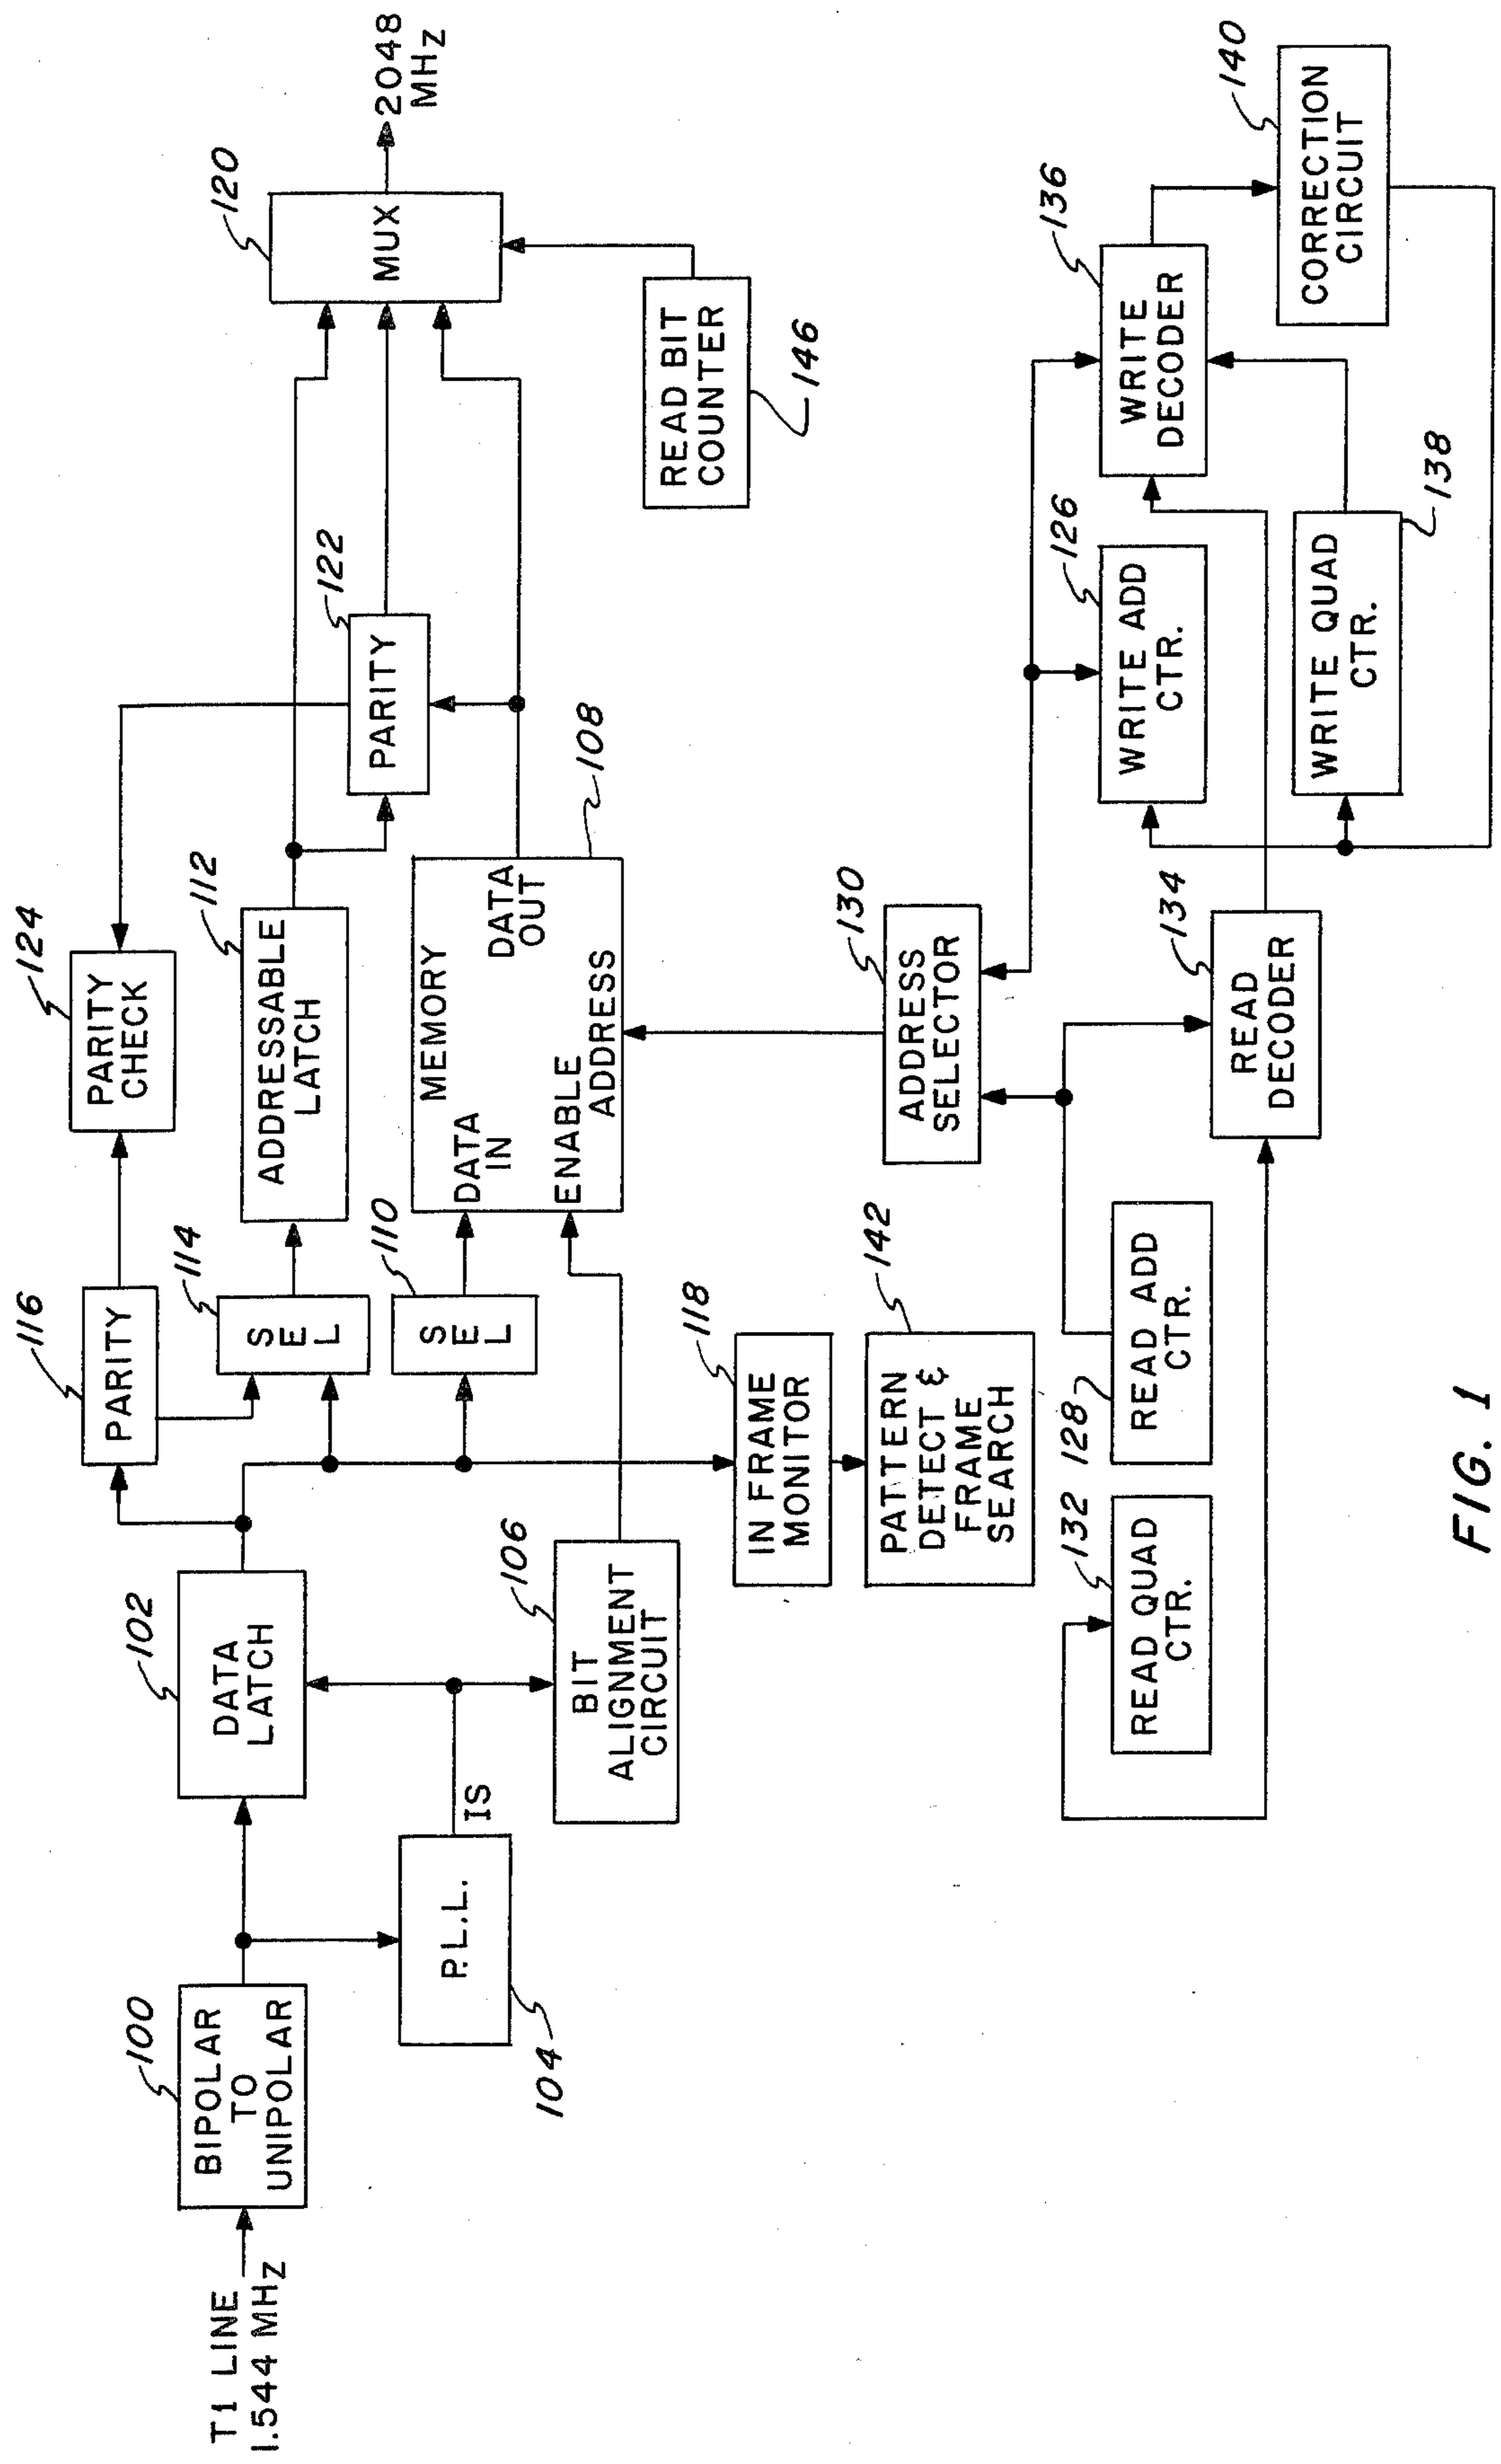 T1 LINE
1.544 MHz
100
BIPOLAR
TO
UNIPOLAR
P.L.L.
104
IS
102
DATA
LATCH
106
BIT
ALIGNMENT
CIRCUIT
116
PARITY
114
SEL
110
SEL
118
IN FRAME
MONITOR
142
PATTERN
DETECT &
FRAME
SEARCH
124
PARITY
CHECK
112
ADDRESSABLE
LATCH
108
MEMORY
DATA
IN
DATA
OUT
ENABLE
ADDRESS
122
PARITY
120
MUX
2048
MHz
READ BIT
COUNTER
146
130
ADDRESS
SELECTOR
132
READ QUAD
CTR.
128
READ ADD
CTR.
134
READ
DECODER
126
WRITE ADD
CTR.
WRITE QUAD
CTR.
138
136
WRITE
DECODER
140
CORRECTION
CIRCUIT
FIG. 1